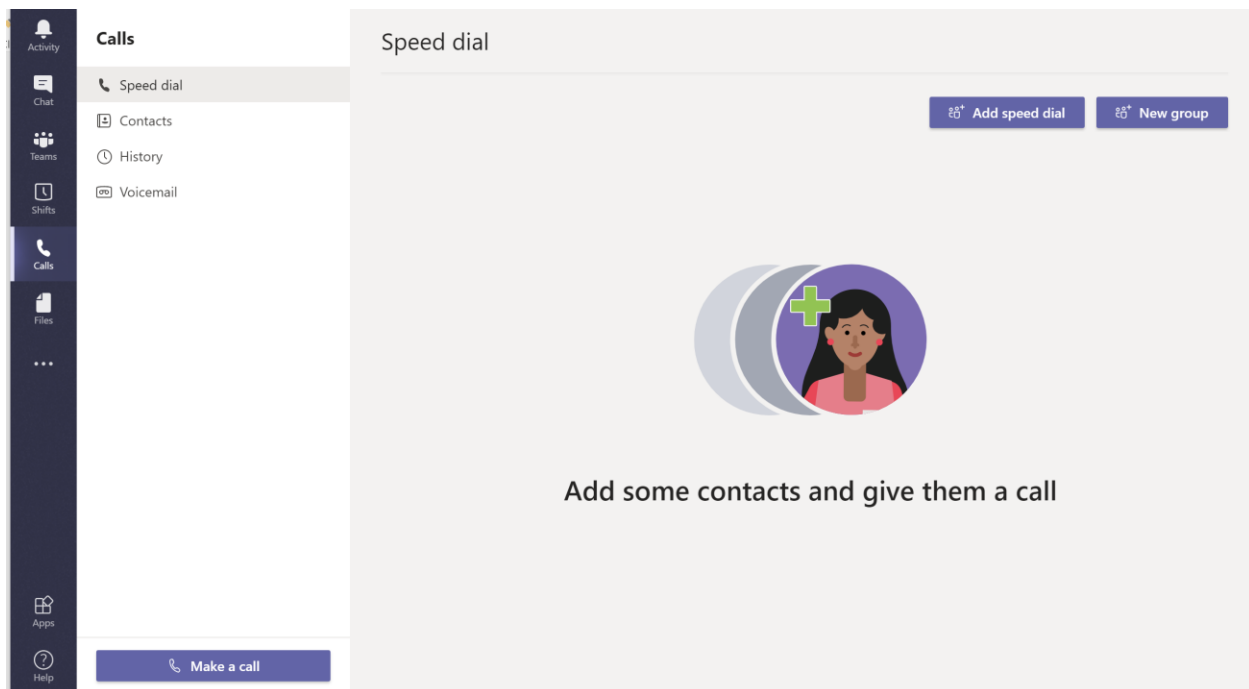 Activity
Chat
Teams
Shifts
Calls
Files
Apps
Help
Calls
Speed dial
Contacts
History
Voicemail
Make a call
Speed dial
Add speed dial
New group
Add some contacts and give them a call